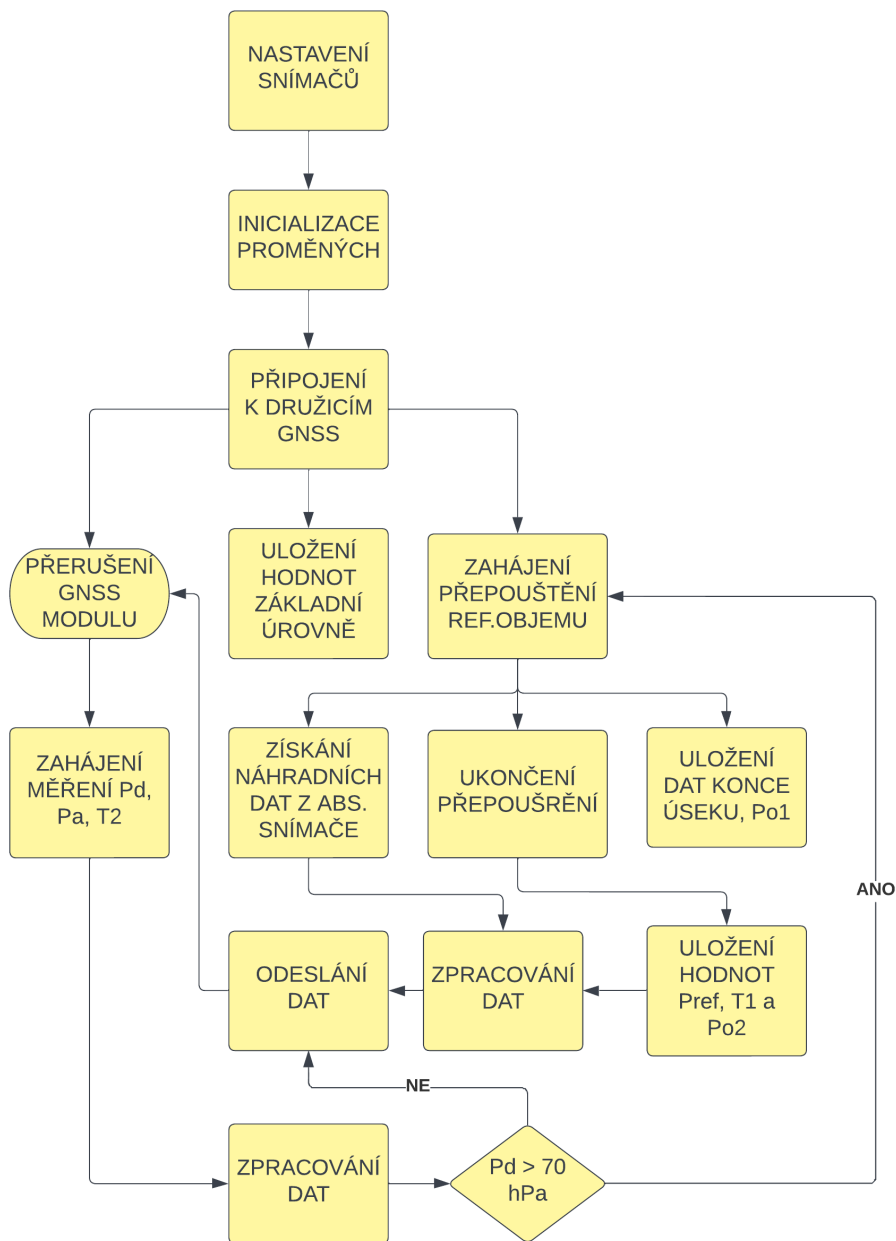 NASTAVENÍ
SNÍMAČŮ
INICIALIZACE
PROMĚNÝCH
PŘIPOJENÍ
K DRUŽICÍM
GNSS
PŘERUŠENÍ
GNSS
MODULU
ULOŽENÍ
HODNOT
ZÁKLADNÍ
ÚROVNĚ
ZAHÁJENÍ
PŘEPOUŠTĚNÍ
REF.OBJEMU
ZAHÁJENÍ
MĚŘENÍ Pd,
Pa, T2
ZÍSKÁNÍ
NÁHRADNÍCH
DAT Z ABS.
SNÍMAČE
UKONČENÍ
PŘEPOUŠRĚNÍ
ULOŽENÍ
DAT KONCE
ÚSEKU, Po1
ANO
ODESLÁNÍ
DAT
ZPRACOVÁNÍ
DAT
ULOŽENÍ
HODNOT
Pref, T1 a
Po2
NE
ZPRACOVÁNÍ
DAT
Pd > 70
hPa